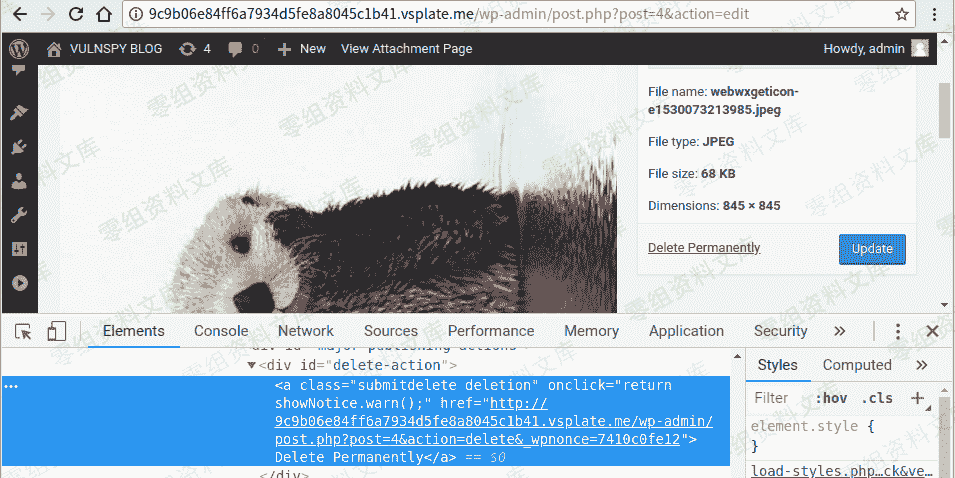 9c9b06e84ff6a7934d5fe8a8045c1b41.vsplate.me/wp-admin/post.php?post=4&action=edit
VULNSPY BLOG 4 0 New View Attachment Page Howdy, admin
File name: webwxgeticon-
e1530073213985.jpeg
File type: JPEG
File size: 68 KB
Dimensions: 845 × 845
Delete Permanently Update
Elements Console Network Sources Performance Memory Application Security »
<div id="delete-action">
<a class="submitdelete deletion" onclick="return
showNotice.warn();" href="http://
9c9b06e84ff6a7934d5fe8a8045c1b41.vsplate.me/wp-admin/
post.php?post=4&action=delete&_wpnonce=7410c0fe12">
Delete Permanently</a> == $0
</div>
Styles Computed »
Filter :hov .cls +
element.style {
}
load-styles.php…ck&ve…
零组资料文库